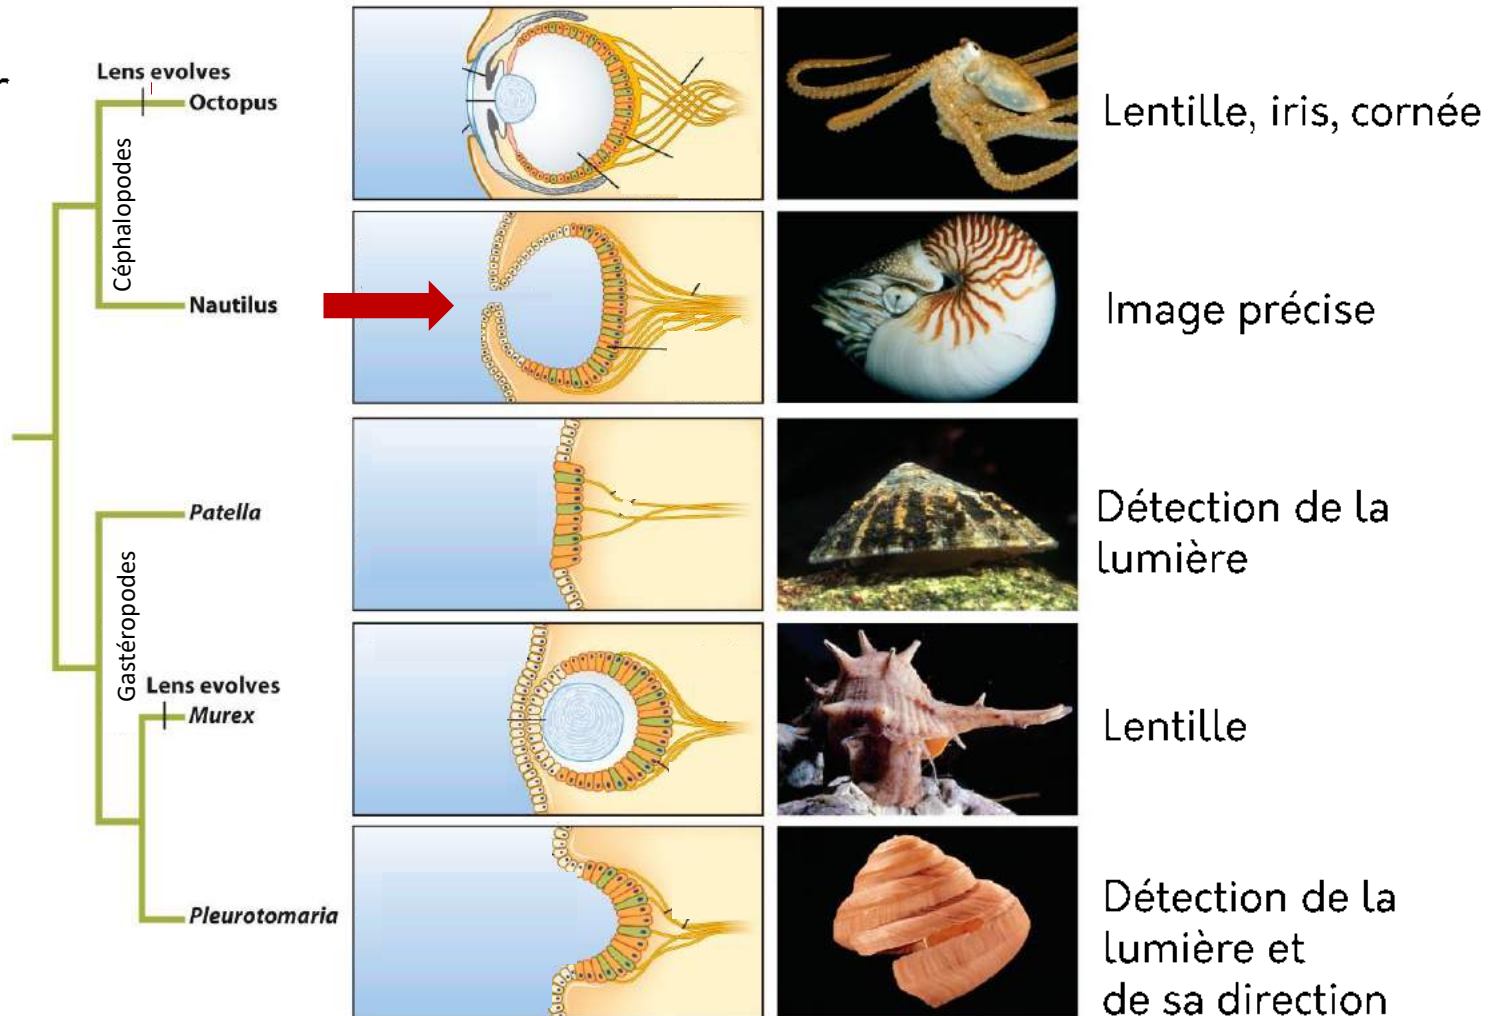 r
Lens evolves
Octopus
Lentille, iris, cornée
Céphalopodes
Nautilus
Image précise
Patella
Détection de la
lumière
Gastéropodes
Lens evolves
Murex
Lentille
Pleurotomaria
Détection de la
lumière et
de sa direction